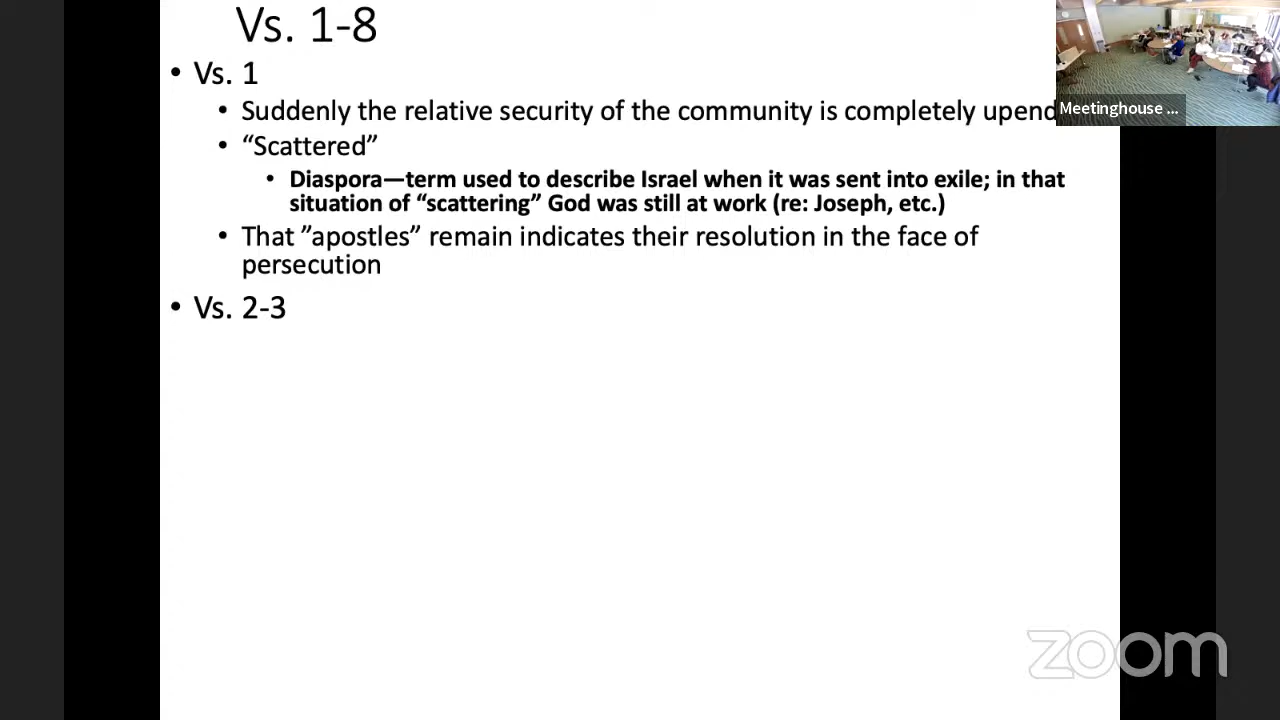 Vs. 1-8
• Vs. 1
• Suddenly the relative security of the community is completely upend
• “Scattered”
• Diaspora—term used to describe Israel when it was sent into exile; in that
situation of “scattering” God was still at work (re: Joseph, etc.)
• That ”apostles” remain indicates their resolution in the face of
persecution
• Vs. 2-3
Meetinghouse ...
zoom